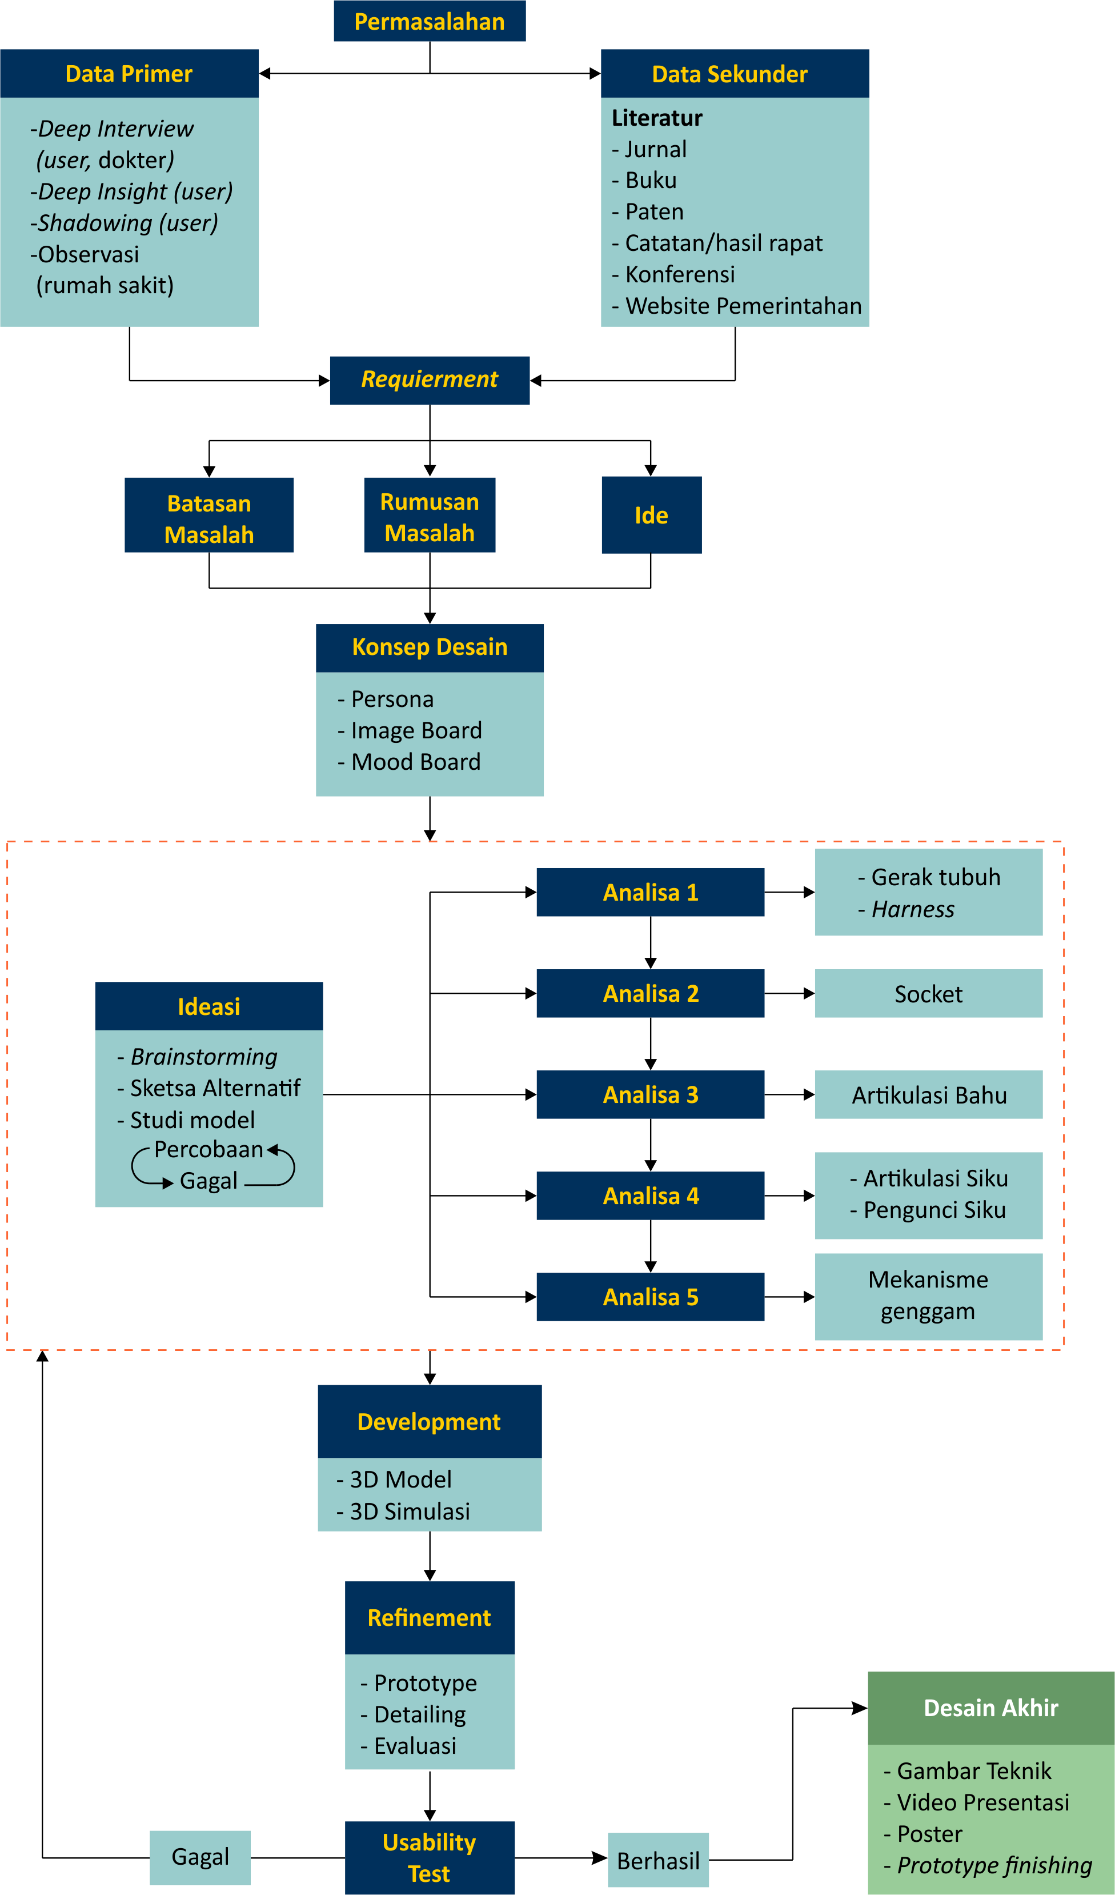 Permasalahan
Data Primer
-Deep Interview
(user, dokter)
-Deep Insight (user)
-Shadowing (user)
-Observasi
(rumah sakit)
Data Sekunder
Literatur
- Jurnal
- Buku
- Paten
- Catatan/hasil rapat
- Konferensi
- Website Pemerintahan
Requierment
Batasan
Masalah
Rumusan
Masalah
Ide
Konsep Desain
- Persona
- Image Board
- Mood Board
Ideasi
- Brainstorming
- Sketsa Alternatif
- Studi model
Percobaan
Gagal
Analisa 1
- Gerak tubuh
- Harness
Analisa 2
Socket
Analisa 3
Artikulasi Bahu
Analisa 4
- Artikulasi Siku
- Pengunci Siku
Analisa 5
Mekanisme
genggam
Development
- 3D Model
- 3D Simulasi
Refinement
- Prototype
- Detailing
- Evaluasi
Usability
Test
Gagal
Berhasil
Desain Akhir
- Gambar Teknik
- Video Presentasi
- Poster
- Prototype finishing